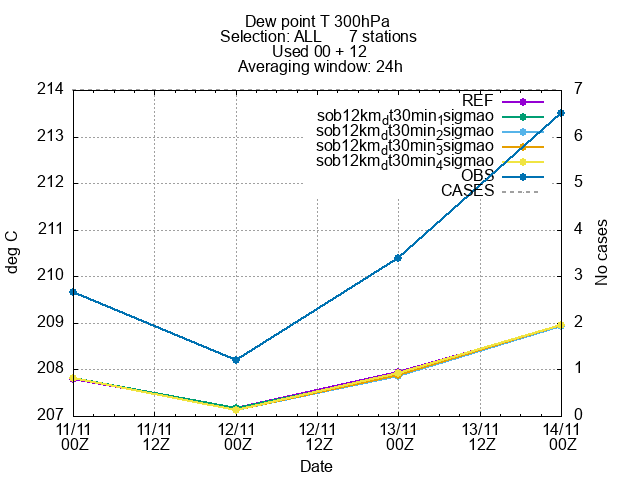 Dew point T 300hPa
Selection: ALL 7 stations
Used 00 + 12
Averaging window: 24h
214
213
212
211
210
209
208
207
deg C
7
6
5
4
3
2
1
0
No cases
REF
sob12km_dt30min_1sigmao
sob12km_dt30min_2sigmao
sob12km_dt30min_3sigmao
sob12km_dt30min_4sigmao
OBS
CASES
11/11 11/11 12/11 12/11 13/11 13/11 14/11
00Z 12Z 00Z 12Z 00Z 12Z 00Z
Date